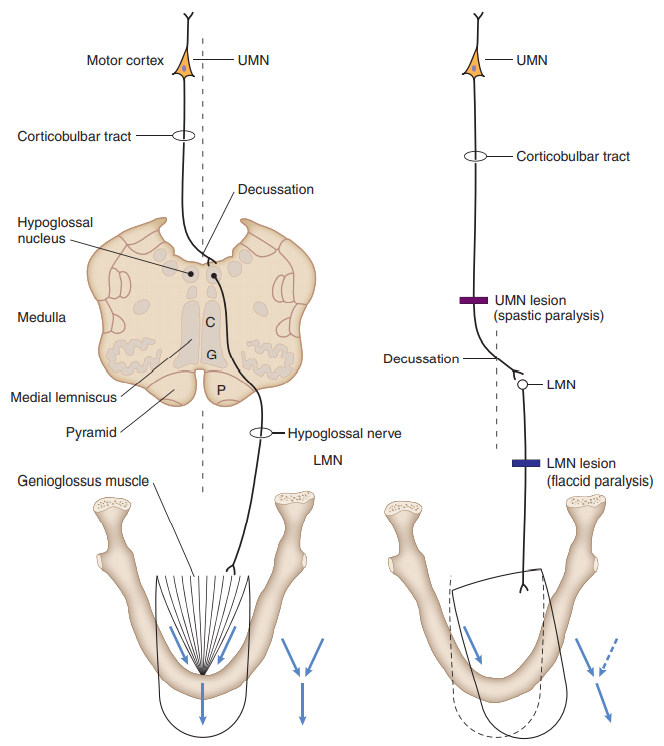 Motor cortex
UMN
Corticobulbar tract
Decussation
Hypoglossal
nucleus
Medulla
C
G
Medial lemniscus
P
Pyramid
Hypoglossal nerve
LMN
Genioglossus muscle
UMN
Corticobulbar tract
UMN lesion
(spastic paralysis)
Decussation
LMN
LMN lesion
(flaccid paralysis)